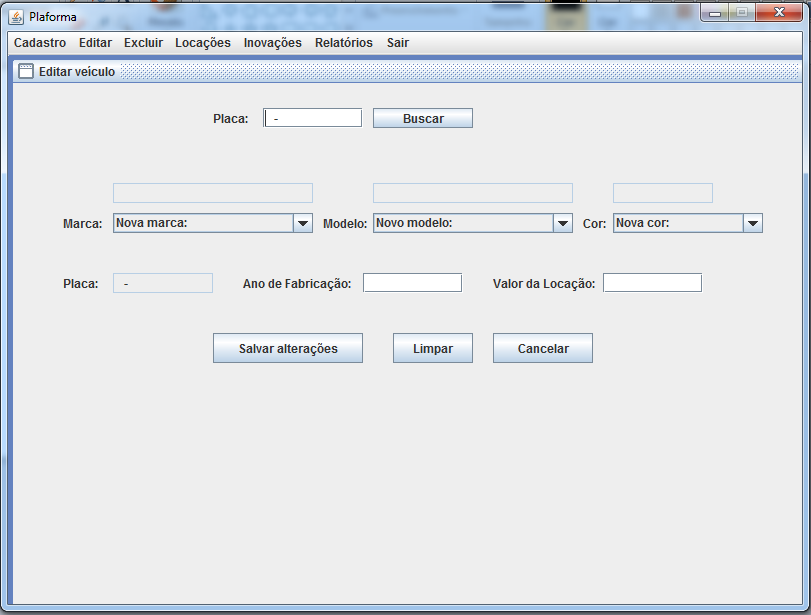 Plaforma
Cadastro Editar Excluir Locações Inovações Relatórios Sair
Editar veiculo
Placa: - Buscar
Marca: Nova marca: Modelo: Novo modelo: Cor: Nova cor:
Placa: - Ano de Fabricação: Valor da Locação:
Salvar alterações Limpar Cancelar